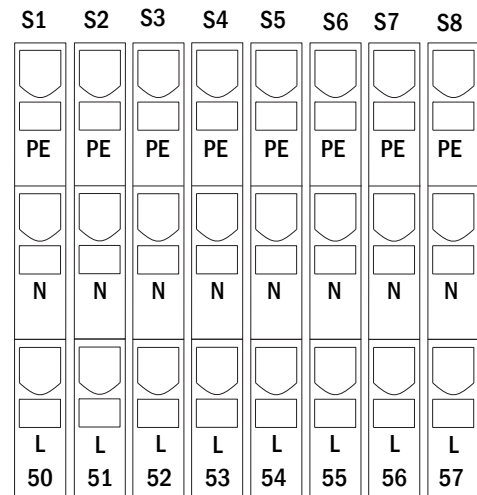 S1 S2 S3 S4 S5 S6 S7 S8
PE PE PE PE PE PE PE PE
N N N N N N N N
L L L L L L L L
50 51 52 53 54 55 56 57